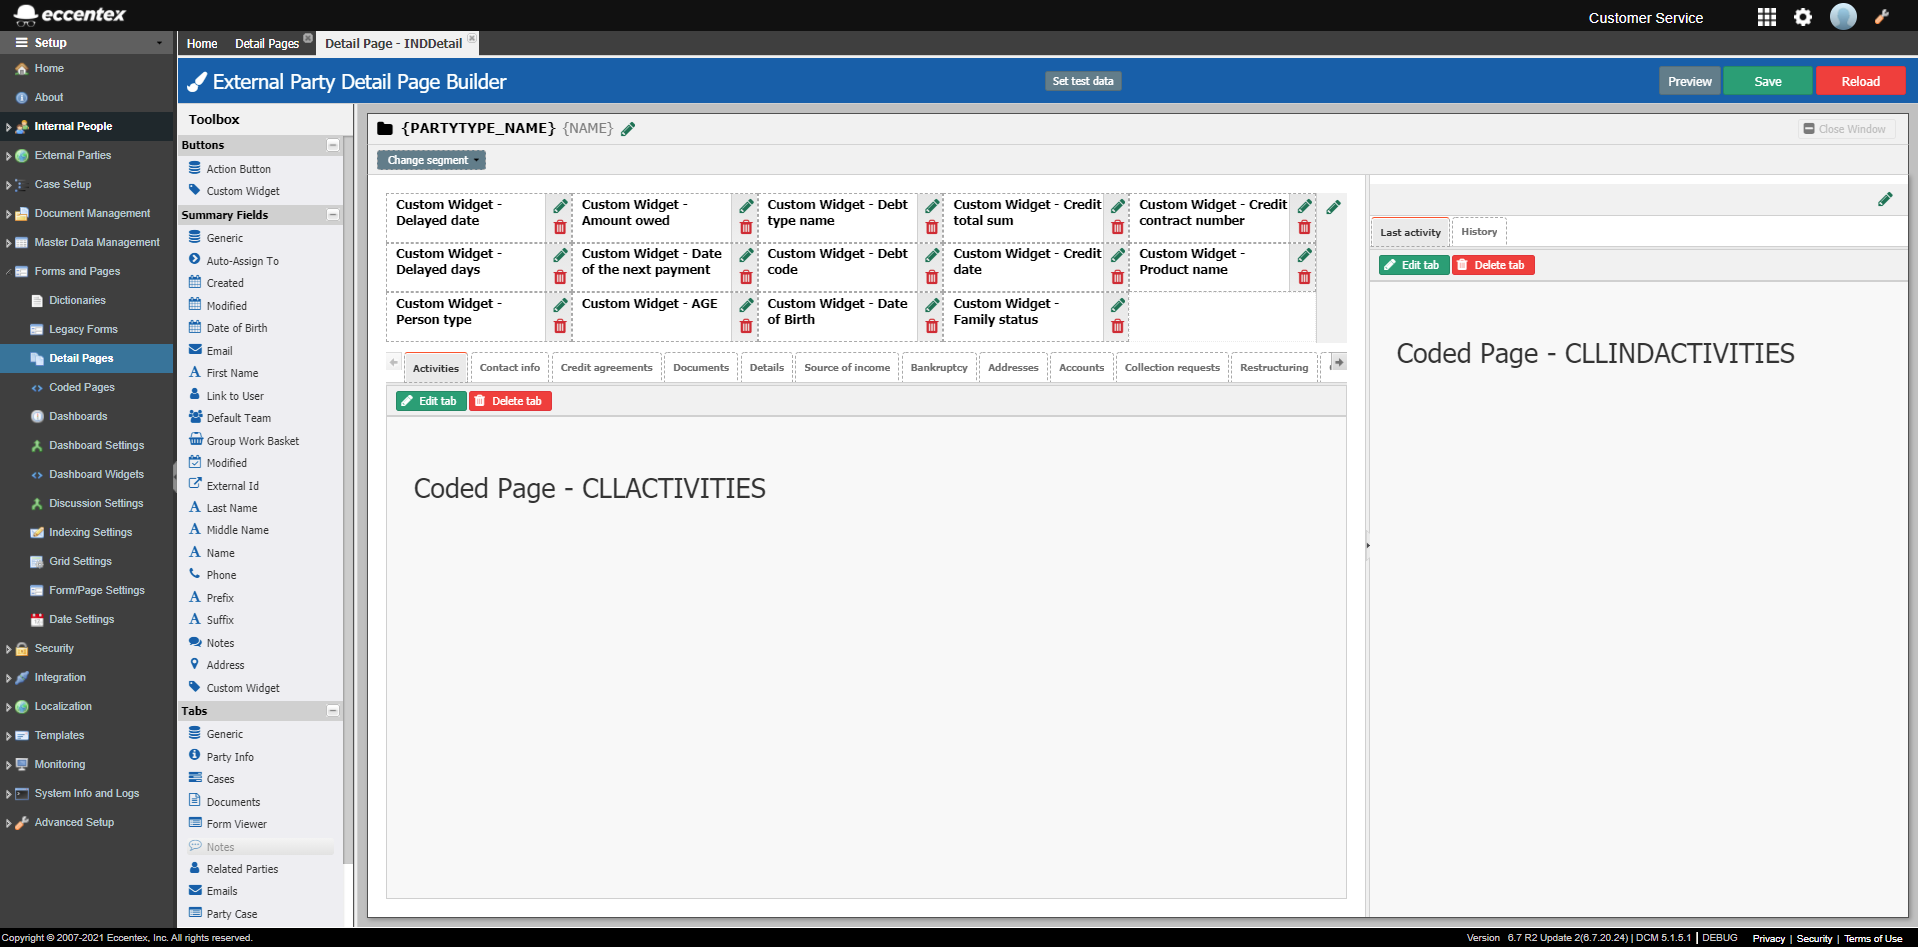 eccentex
Customer Service
Setup
Home
Detail Pages
Detail Page - INDDetail
Home
About
Internal People
External Parties
Case Setup
Document Management
Master Data Management
Forms and Pages
Dictionaries
Legacy Forms
Detail Pages
Coded Pages
Dashboards
Dashboard Settings
Dashboard Widgets
Discussion Settings
Indexing Settings
Grid Settings
Form/Page Settings
Date Settings
Security
Integration
Localization
Templates
Monitoring
System Info and Logs
Advanced Setup
External Party Detail Page Builder
Set test data
Preview
Save
Reload
Toolbox
Buttons
Action Button
Custom Widget
Summary Fields
Generic
Auto-Assign To
Created
Modified
Date of Birth
Email
First Name
Link to User
Default Team
Group Work Basket
Modified
External Id
Last Name
Middle Name
Name
Phone
Prefix
Suffix
Notes
Address
Custom Widget
Tabs
Generic
Party Info
Cases
Documents
Form Viewer
Notes
Related Parties
Emails
Party Case
{PARTYTYPE_NAME} {NAME}
Close Window
Change segment
Custom Widget -
Delayed date
Custom Widget -
Amount owed
Custom Widget - Debt
type name
Custom Widget - Credit
total sum
Custom Widget - Credit
contract number
Custom Widget -
Delayed days
Custom Widget - Date
of the next payment
Custom Widget - Debt
code
Custom Widget - Credit
date
Custom Widget -
Product name
Custom Widget -
Person type
Custom Widget - AGE
Custom Widget - Date
of Birth
Custom Widget -
Family status
Activities
Contact info
Credit agreements
Documents
Details
Source of income
Bankruptcy
Addresses
Accounts
Collection requests
Restructuring
Edit tab
Delete tab
Coded Page - CLLACTIVITIES
Last activity
History
Edit tab
Delete tab
Coded Page - CLLINDACTIVITIES
Copyright © 2007-2021 Eccentex, Inc. All rights reserved.
Version 6.7 R2 Update 2(6.7.20.24) | DCM 5.1.5.1 | DEBUG Privacy | Security | Terms of Use